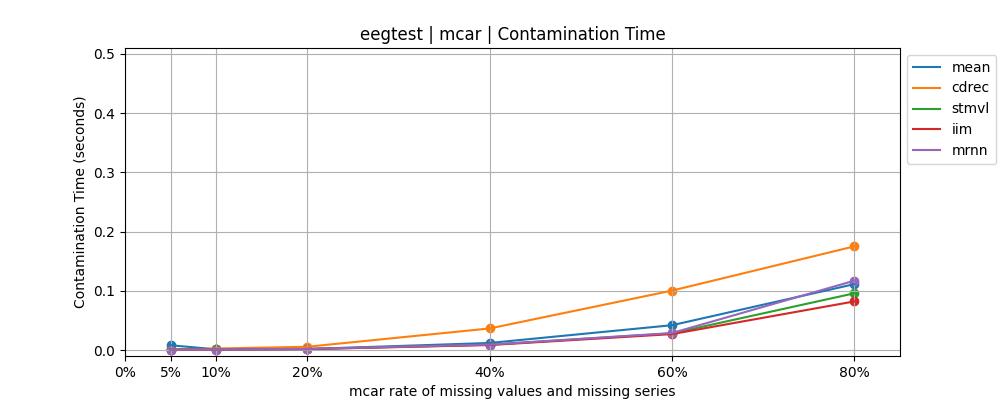 eegtest | mcar | Contamination Time
Contamination Time (seconds)
0.5
0.4
0.3
0.2
0.1
0.0
0%
5%
10%
20%
40%
60%
80%
mcar rate of missing values and missing series
mean
cdrec
stmvl
iim
mrnn